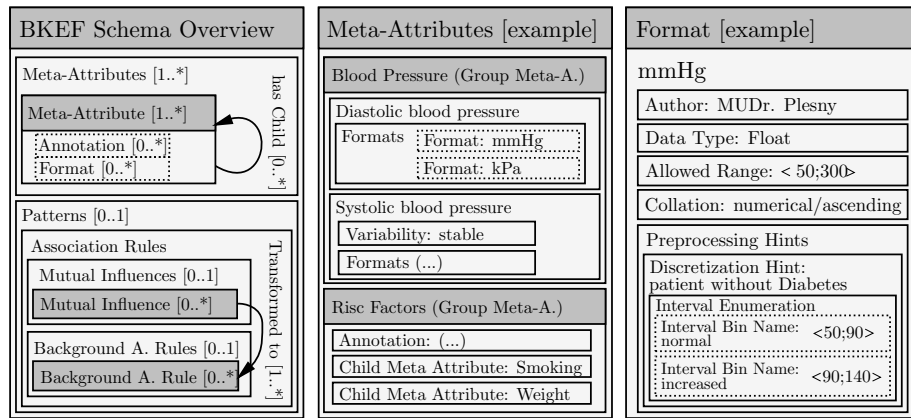 BKEF Schema Overview
Meta-Attributes [1..*]
Meta-Attribute [1..*]
Annotation [0..*]
Format [0..*]
has Child [0..*]
Patterns [0..1]
Association Rules
Mutual Influences [0..1]
Mutual Influence [0..*]
Background A. Rules [0..1]
Background A. Rule [0..*]
Transformed to [1..*]
Meta-Attributes [example]
Blood Pressure (Group Meta-A.)
Diastolic blood pressure
Formats
Format: mmHg
Format: kPa
Systolic blood pressure
Variability: stable
Formats (...)
Risc Factors (Group Meta-A.)
Annotation: (...)
Child Meta Attribute: Smoking
Child Meta Attribute: Weight
Format [example]
mmHg
Author: MUDr. Plesny
Data Type: Float
Allowed Range: < 50;300>
Collation: numerical/ascending
Preprocessing Hints
Discretization Hint:
patient without Diabetes
Interval Enumeration
Interval Bin Name: <50;90>
normal
Interval Bin Name: <90;140>
increased